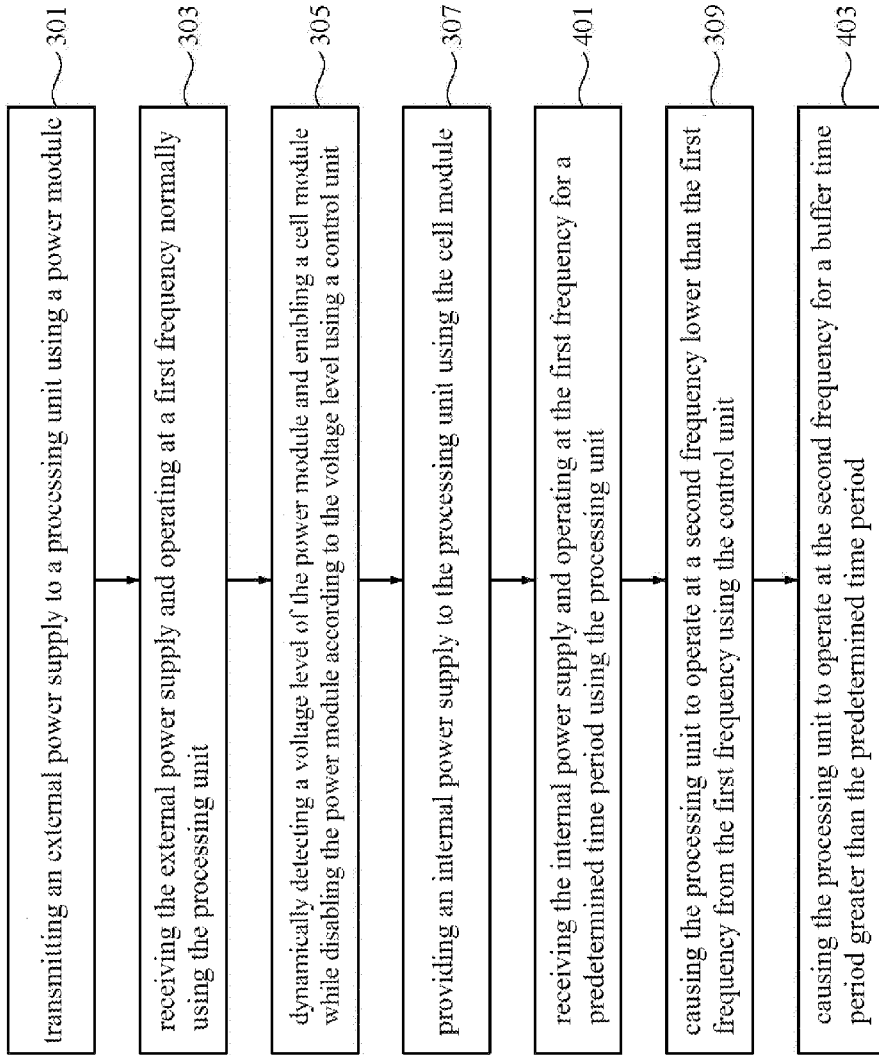 transmitting an external power supply to a processing unit using a power module
301
receiving the external power supply and operating at a first frequency normally
using the processing unit
303
dynamically detecting a voltage level of the power module and enabling a cell module
while disabling the power module according to the voltage level using a control unit
305
providing an internal power supply to the processing unit using the cell module
307
receiving the internal power supply and operating at the first frequency for a
predetermined time period using the processing unit
401
causing the processing unit to operate at a second frequency lower than the first
frequency from the first frequency using the control unit
309
causing the processing unit to operate at the second frequency for a buffer time
period greater than the predetermined time period
403